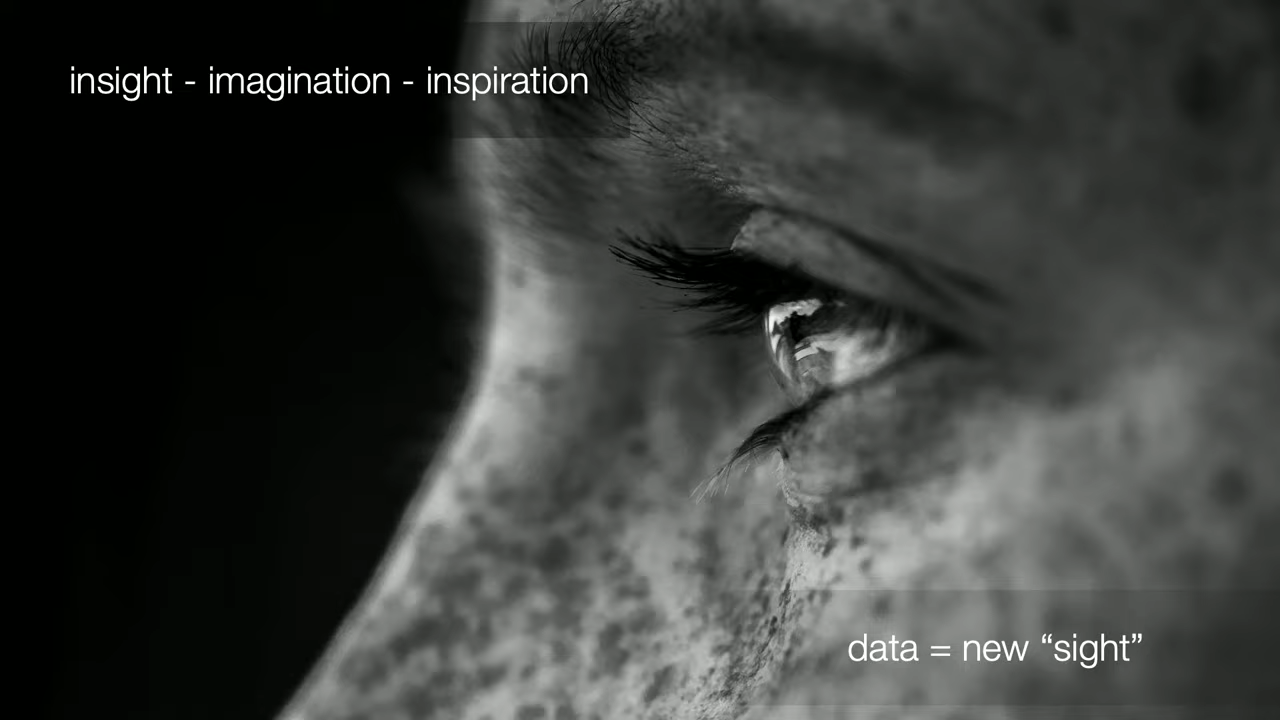 insight - imagination - inspiration
data = new “sight”